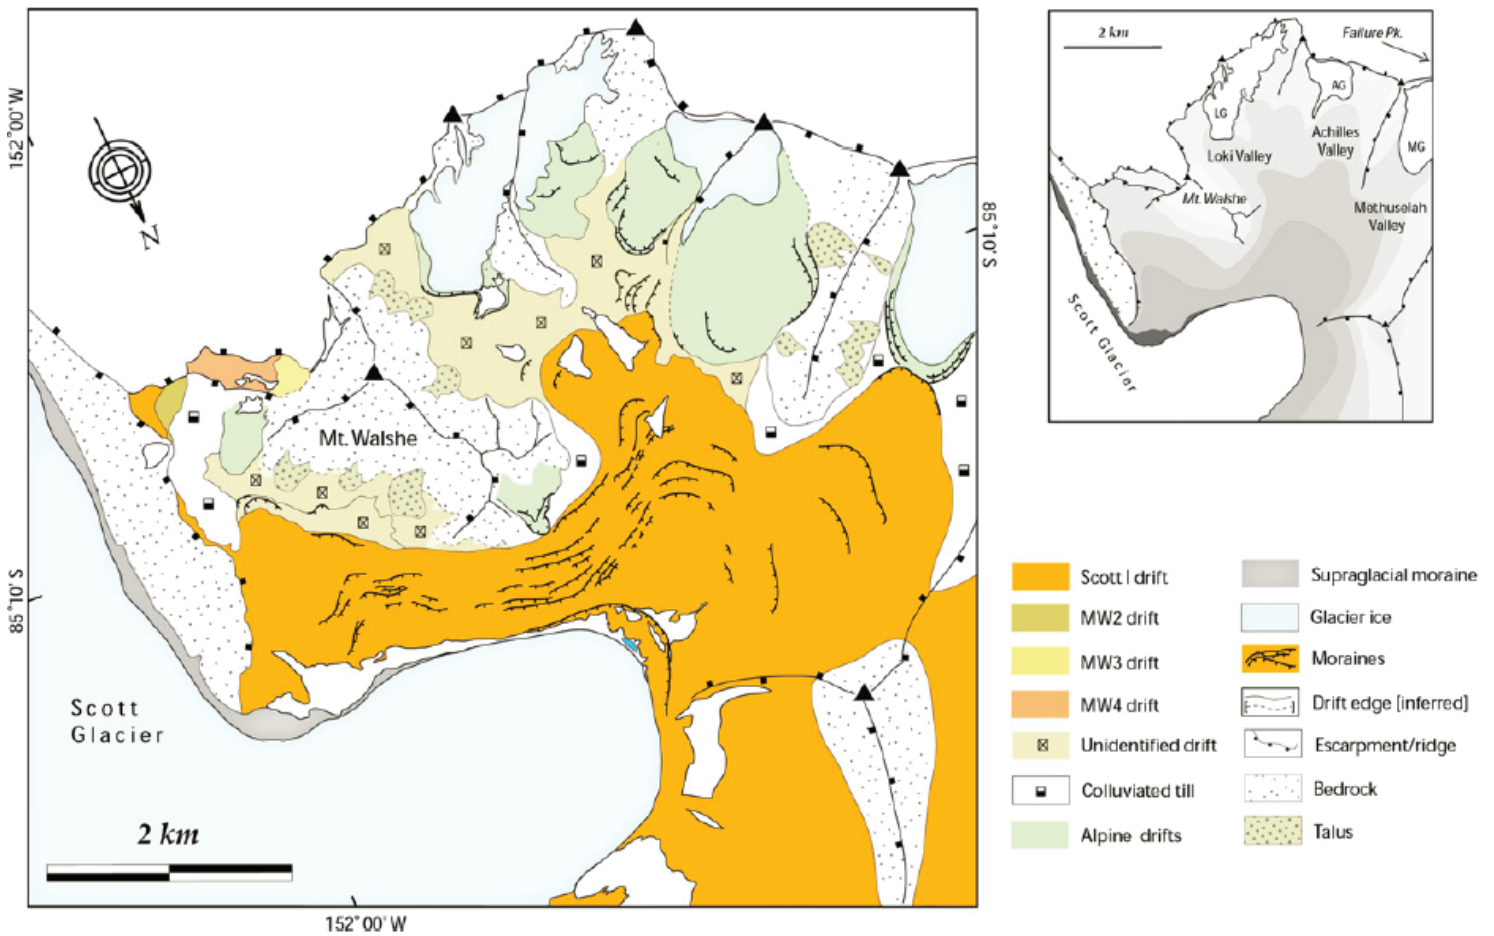 152°00' W
N
85°10' S
85°10' S
Mt. Walshe
Scott
Glacier
2 km
152°00' W
2 km
Failure Pk.
AG
LG
Achilles
Valley
MG
Loki Valley
Mt. Walshe
Methuselah
Valley
Scott Glacier
Scott I drift
MW2 drift
MW3 drift
MW4 drift
Unidentified drift
Colluviated till
Alpine drifts
Supraglacial moraine
Glacier ice
Moraines
Drift edge [inferred]
Escarpment/ridge
Bedrock
Talus